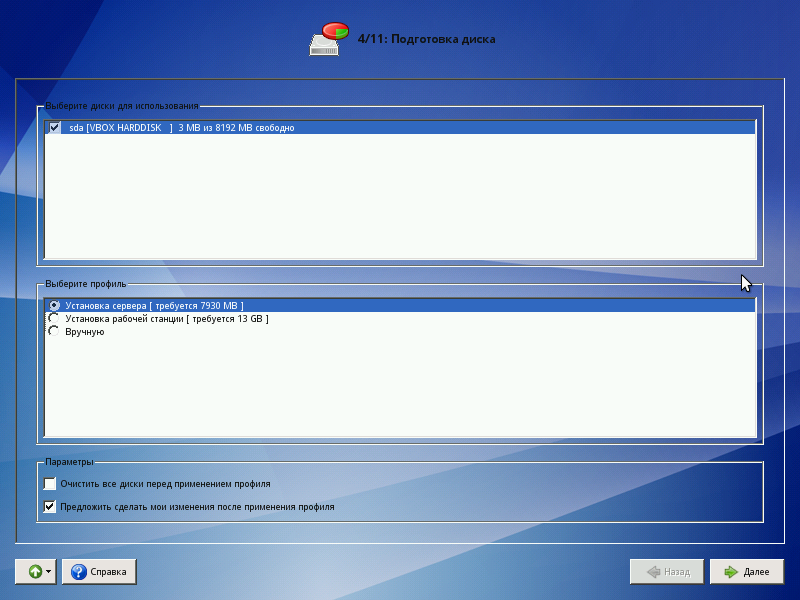 4/11: Подготовка диска
Выберите диски для использования
sda [VBOX HARDDISK ] 3 MB из 8192 MB свободно
Выберите профиль
Установка сервера [ требуется 7930 MB ]
Установка рабочей станции [ требуется 13 GB ]
Вручную
Параметры
Очистить все диски перед применением профиля
Предложить сделать мои изменения после применения профиля
Справка
Назад
Далее